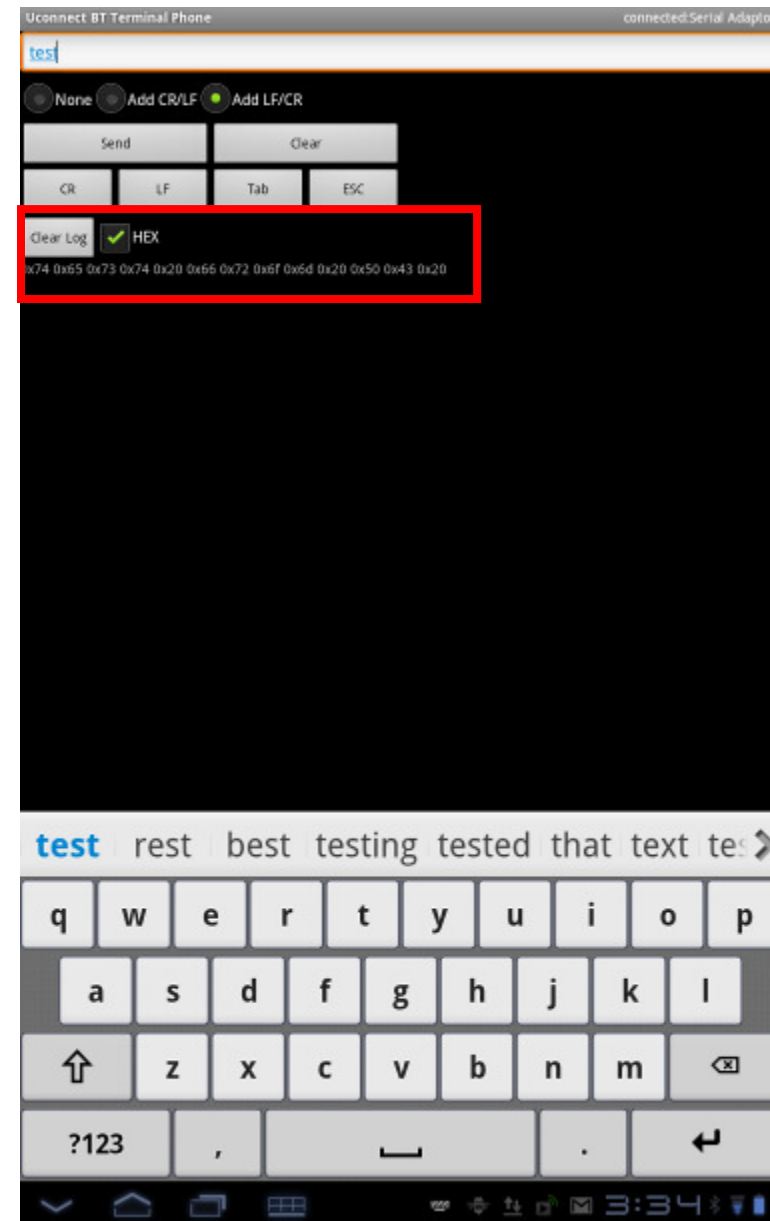 Uconnect BT Terminal Phone connected:Serial Adapto
test
None Add CR/LF Add LF/CR
Send Clear
CR LF Tab ESC
Clear Log HEX
x74 0x65 0x73 0x74 0x20 0x66 0x72 0x6f 0x6d 0x20 0x50 0x43 0x20
test rest best testing tested that text tes
q w e r t y u i o p
a s d f g h j k l
z x c v b n m
?123 , .
3:34